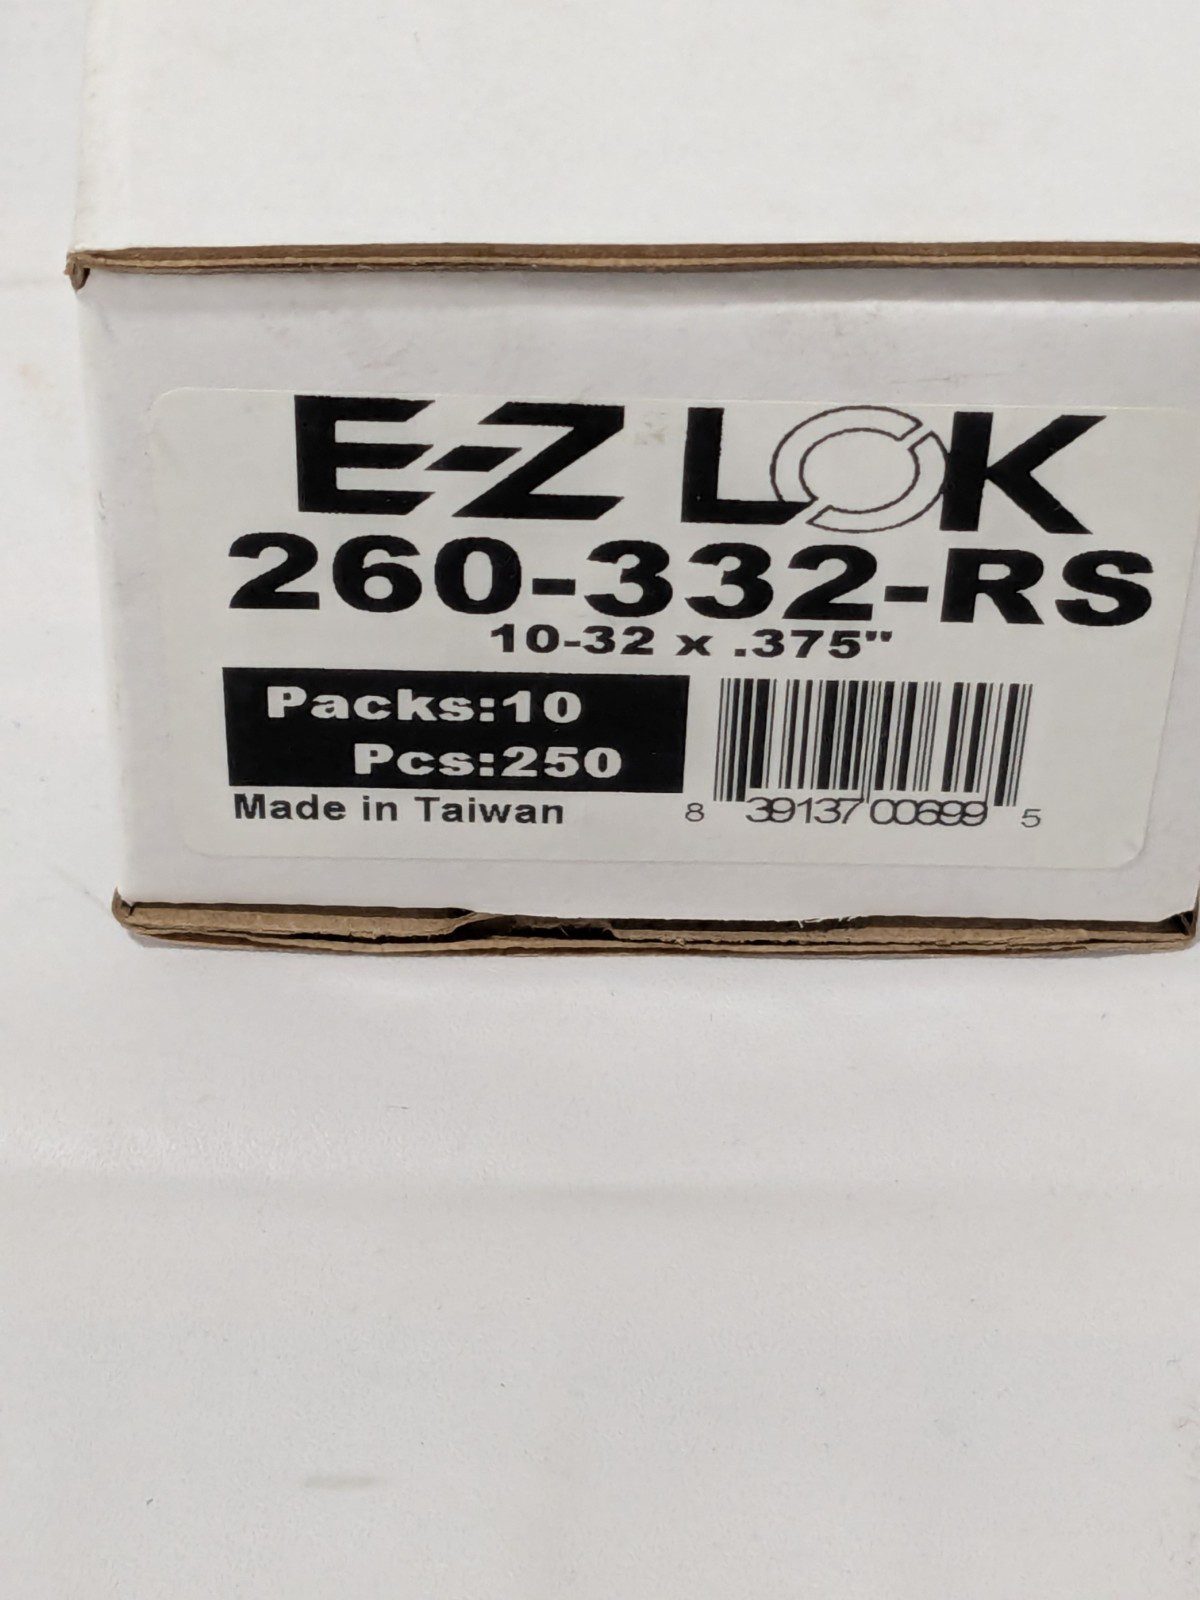 E-Z LOK
260-332-RS
10-32 x .375"
Packs:10
Pcs:250
Made in Taiwan
8 39137 00699 5